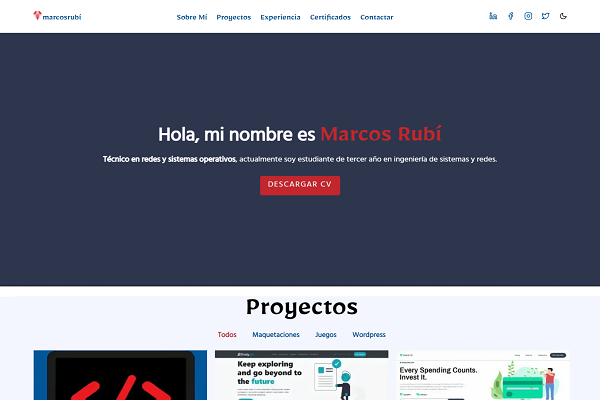 marcosrubí
Sobre Mí Proyectos Experiencia Certificados Contactar
Hola, mi nombre es Marcos Rubí
Técnico en redes y sistemas operativos, actualmente soy estudiante de tercer año en ingeniería de sistemas y redes.
DESCARGAR CV
Proyectos
Todos Maquetaciones Juegos Wordpress
Keep exploring
and go beyond to
the future
Every Spending Counts.
Invest it.